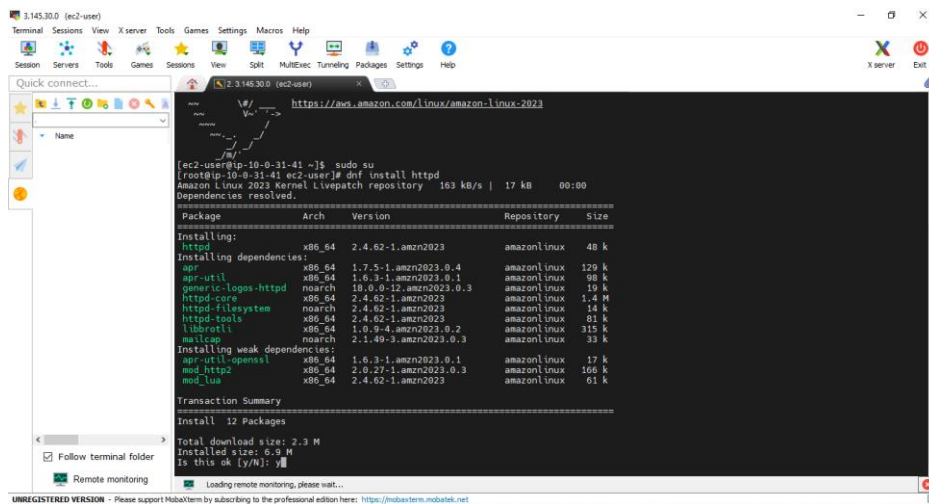 3.145.30.0 (ec2-user)
Terminal Sessions View X server Tools Games Settings Macros Help
Session Servers Tools Games Sessions View Split MultiExec Tunneling Packages Settings Help X server Exit
Quick connect...
2. 3.145.30.0 (ec2-user)
Name
https://aws.amazon.com/linux/amazon-linux-2023
[ec2-user@ip-10-0-31-41 ~]$ sudo su
[root@ip-10-0-31-41 ec2-user]# dnf install httpd
Amazon Linux 2023 Kernel Livepatch repository 163 kB/s | 17 kB 00:00
Dependencies resolved.
Package Arch Version Repository Size
Installing:
httpd x86_64 2.4.62-1.amzn2023 amazonlinux 48 k
Installing dependencies:
apr x86_64 1.7.5-1.amzn2023.0.4 amazonlinux 129 k
apr-util x86_64 1.6.3-1.amzn2023.0.1 amazonlinux 98 k
generic-logos-httpd noarch 18.0.0-12.amzn2023.0.3 amazonlinux 19 k
httpd-core x86_64 2.4.62-1.amzn2023 amazonlinux 1.4 M
httpd-filesystem noarch 2.4.62-1.amzn2023 amazonlinux 14 k
httpd-tools x86_64 2.4.62-1.amzn2023 amazonlinux 81 k
libbrotli x86_64 1.0.9-4.amzn2023.0.2 amazonlinux 315 k
mailcap noarch 2.1.49-3.amzn2023.0.3 amazonlinux 33 k
Installing weak dependencies:
apr-util-openssl x86_64 1.6.3-1.amzn2023.0.1 amazonlinux 17 k
mod_http2 x86_64 2.0.27-1.amzn2023.0.3 amazonlinux 166 k
mod_lua x86_64 2.4.62-1.amzn2023 amazonlinux 61 k
Transaction Summary
Install 12 Packages
Total download size: 2.3 M
Installed size: 6.9 M
Is this ok [y/N]: y
Follow terminal folder
Remote monitoring
Loading remote monitoring, please wait...
UNREGISTERED VERSION - Please support MobaXterm by subscribing to the professional edition here: https://mobaxterm.mobatek.net